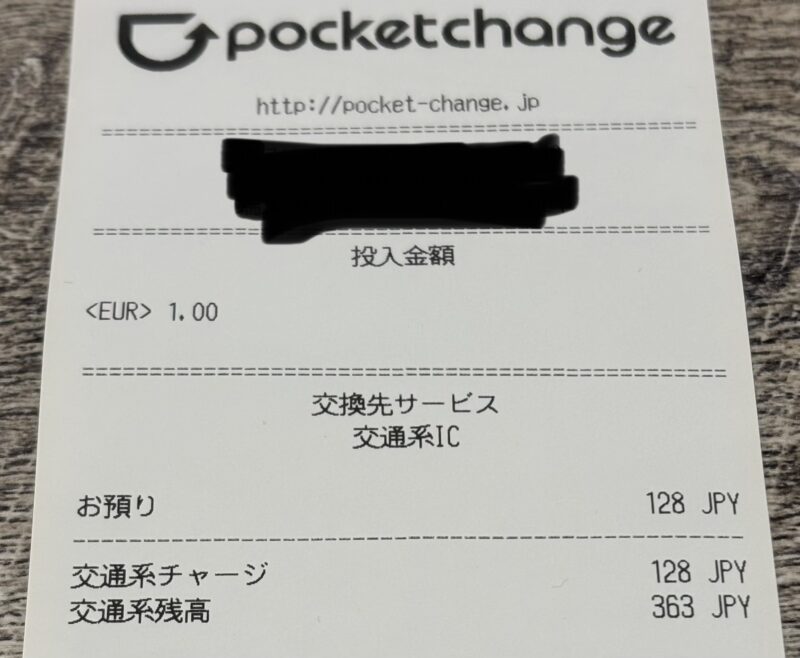 pocketchange
http://pocket-change.jp
==========================================
==========================================
投入金額
<EUR> 1.00
==========================================
交換先サービス
交通系IC
お預り 128 JPY
------------------------------------------
交通系チャージ 128 JPY
交通系残高 363 JPY